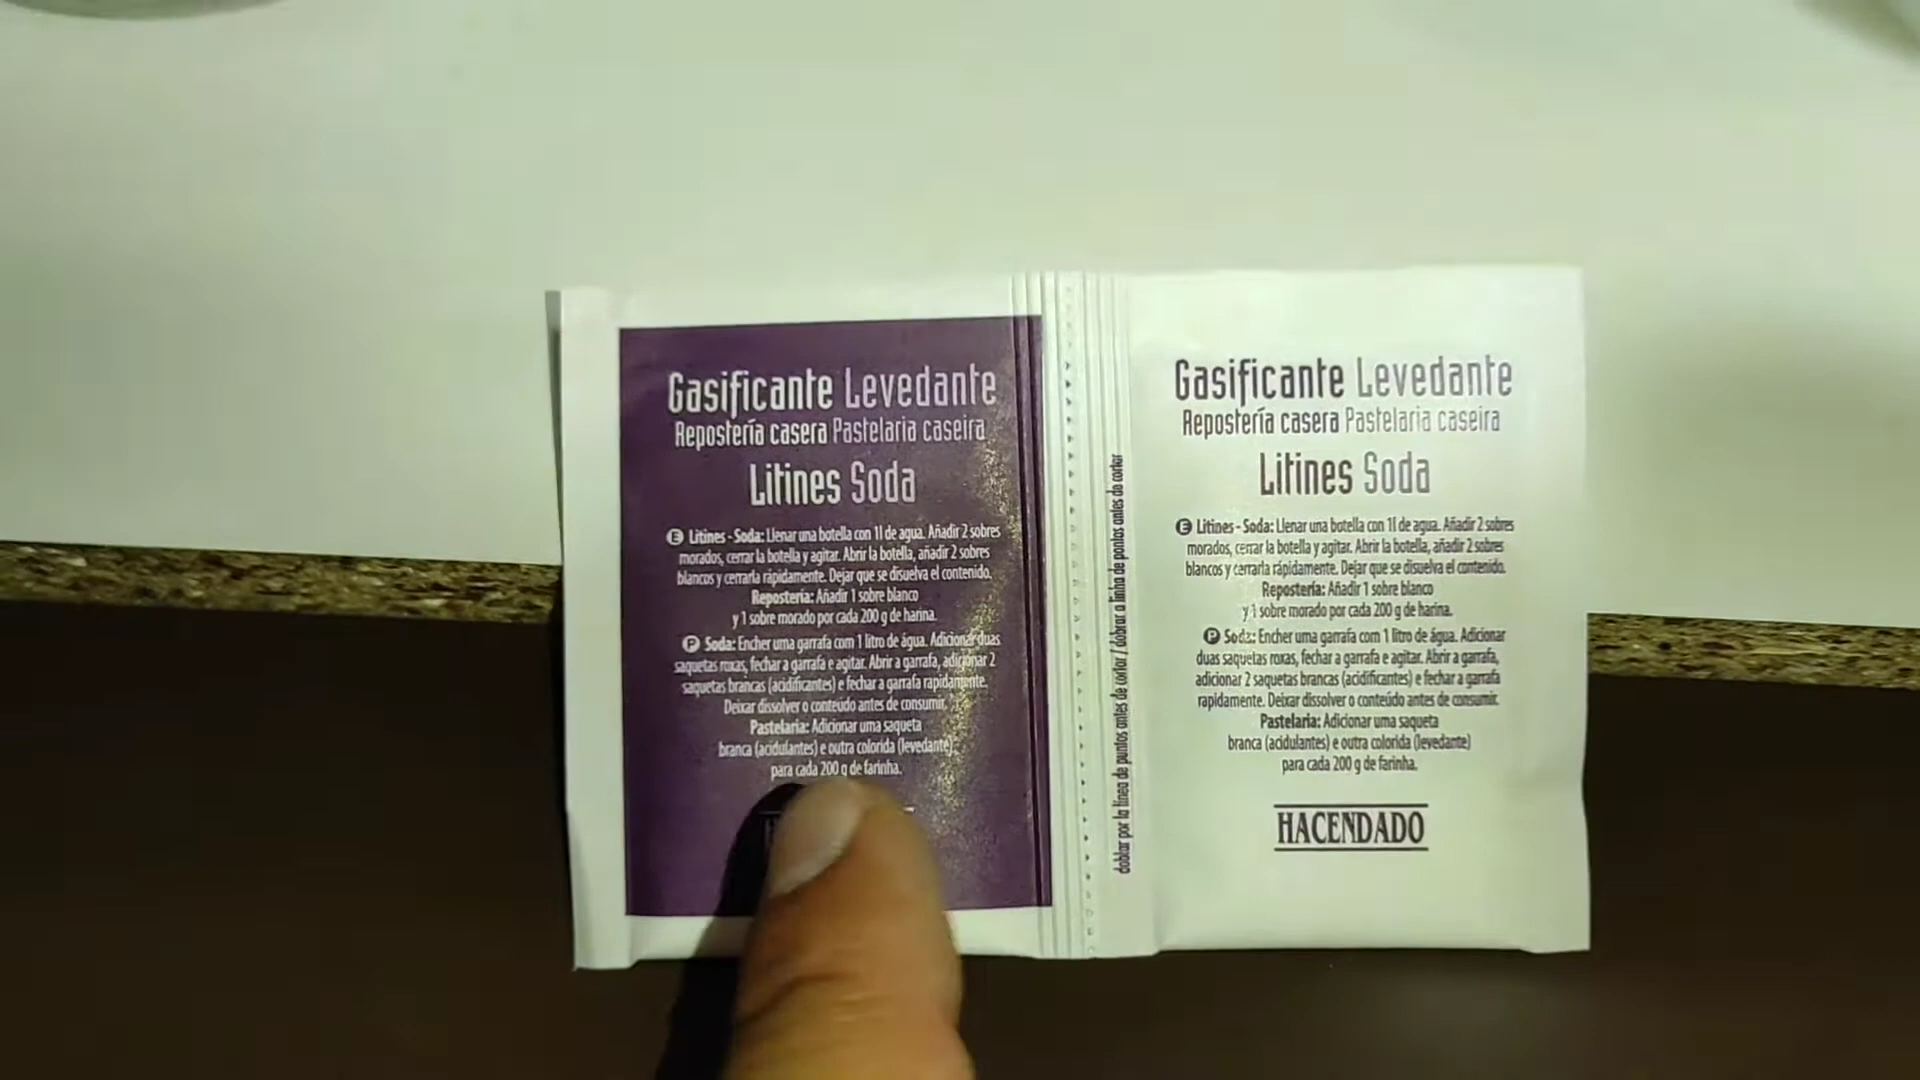 Gasificante Levedante
Repostería casera Pastelaria caseira
Litines Soda
E Litines - Soda: Llenar una botella con 1l de agua. Añadir 2 sobres
morados, cerrar la botella y agitar. Abrir la botella, añadir 2 sobres
blancos y cerrarla rápidamente. Dejar que se disuelva el contenido.
Repostería: Añadir 1 sobre blanco
y 1 sobre morado por cada 200 g de harina.
P Soda: Encher uma garrafa com 1 litro de água. Adicionar duas
saquetas roxas, fechar a garrafa e agitar. Abrir a garrafa, adicionar 2
saquetas brancas (acidificantes) e fechar a garrafa rapidamente.
Deixar dissolver o conteúdo antes de consumir.
Pastelaria: Adicionar uma saqueta
branca (acidulantes) e outra colorida (levedante)
para cada 200 g de farinha.
doblar por la línea de puntos antes de cortar / dobrar a linha de pontos antes de cortar
Gasificante Levedante
Repostería casera Pastelaria caseira
Litines Soda
E Litines - Soda: Llenar una botella con 1l de agua. Añadir 2 sobres
morados, cerrar la botella y agitar. Abrir la botella, añadir 2 sobres
blancos y cerrarla rápidamente. Dejar que se disuelva el contenido.
Repostería: Añadir 1 sobre blanco
y 1 sobre morado por cada 200 g de harina.
P Soda: Encher uma garrafa com 1 litro de água. Adicionar
duas saquetas roxas, fechar a garrafa e agitar. Abrir a garrafa,
adicionar 2 saquetas brancas (acidificantes) e fechar a garrafa
rapidamente. Deixar dissolver o conteúdo antes de consumir.
Pastelaria: Adicionar uma saqueta
branca (acidulantes) e outra colorida (levedante)
para cada 200 g de farinha.
HACENDADO